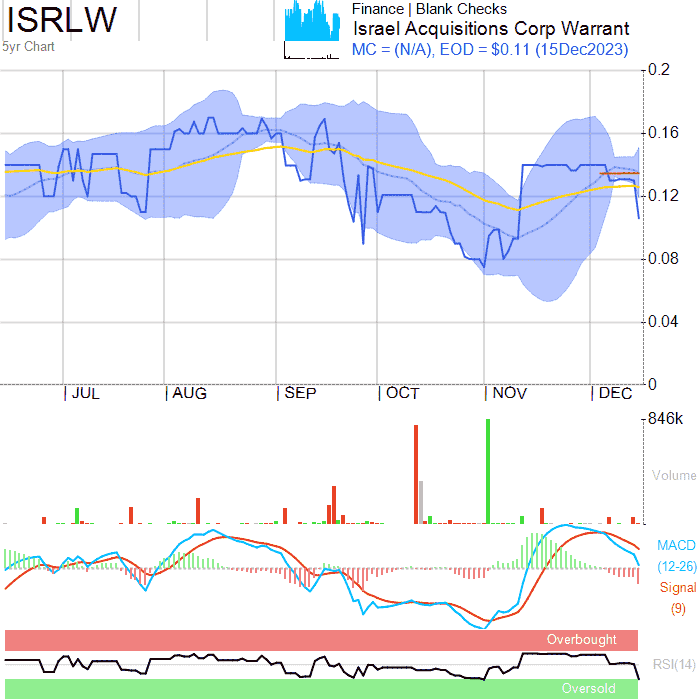 ISRLW
5yr Chart
Finance | Blank Checks
Israel Acquisitions Corp Warrant
MC = (N/A), EOD = $0.11 (15Dec2023)
0.2
0.16
0.12
0.08
0.04
0
JUL AUG SEP OCT NOV DEC
846k
Volume
MACD
(12-26)
Signal
(9)
Overbought
RSI(14)
Oversold